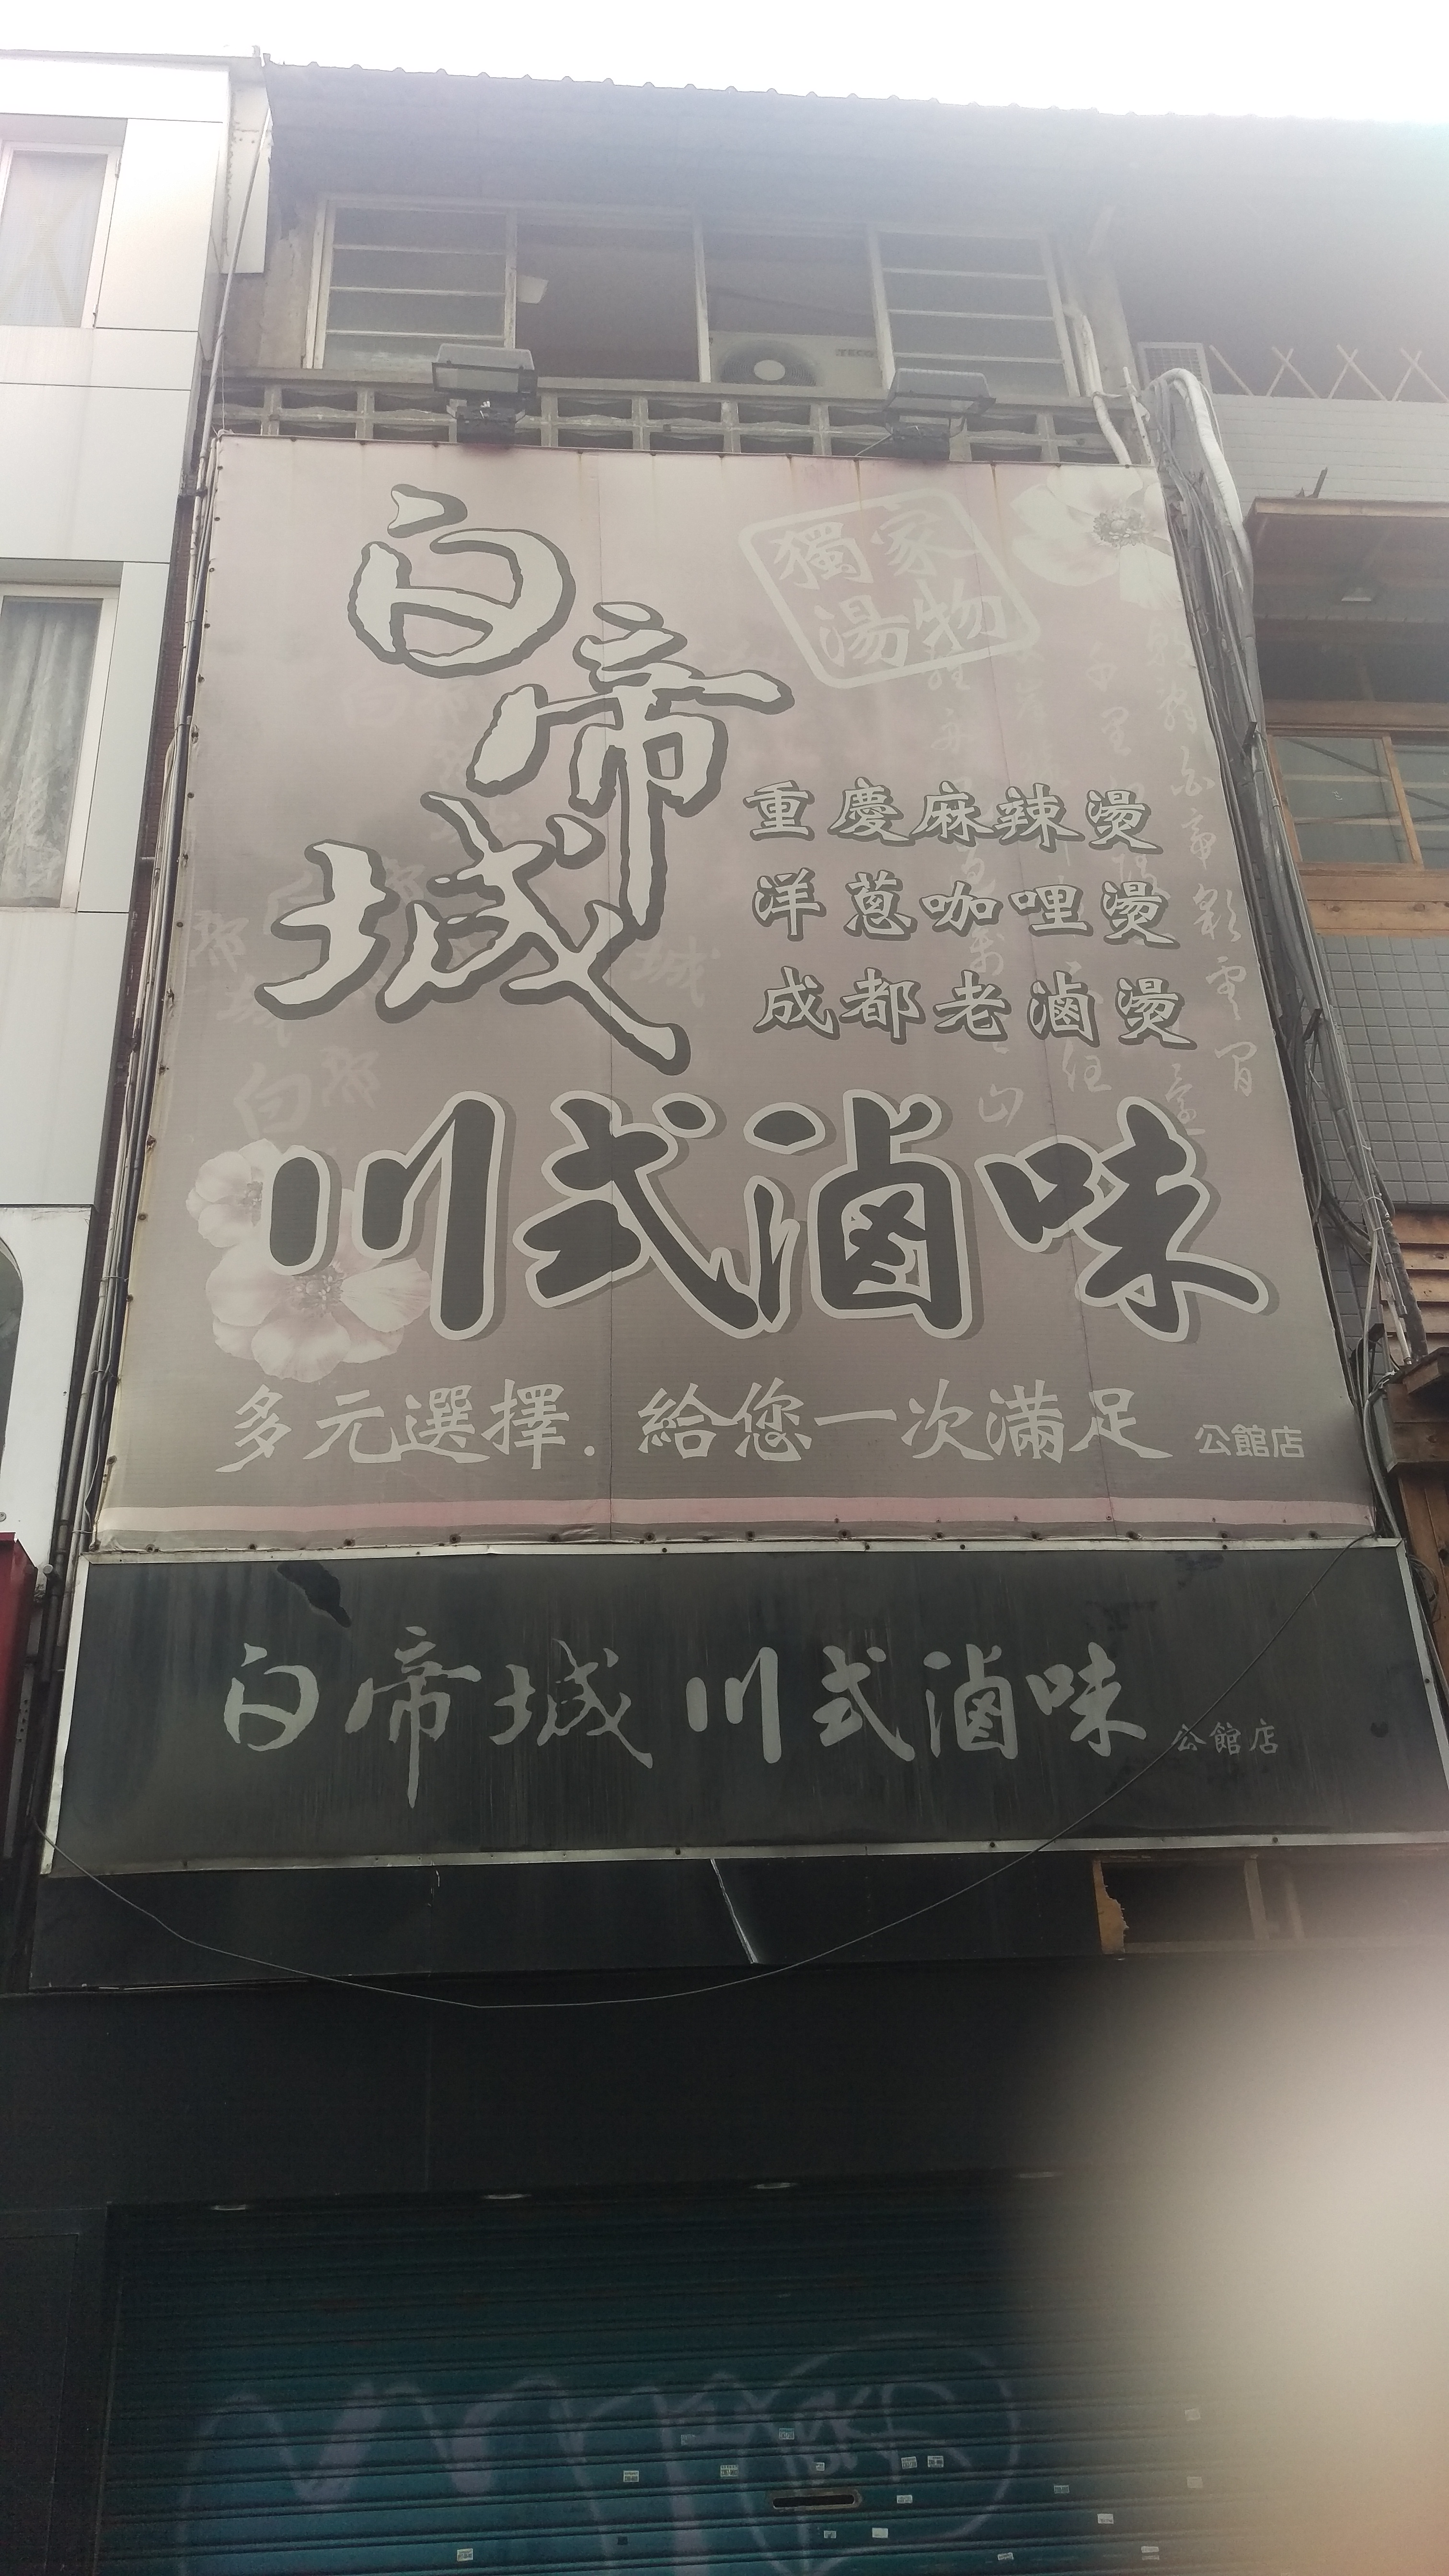 白帝城
獨家
湯物
重慶麻辣燙
洋蔥咖哩燙
成都老滷燙
川式滷味
多元選擇．給您一次滿足 公館店
白帝城 川式滷味 公館店